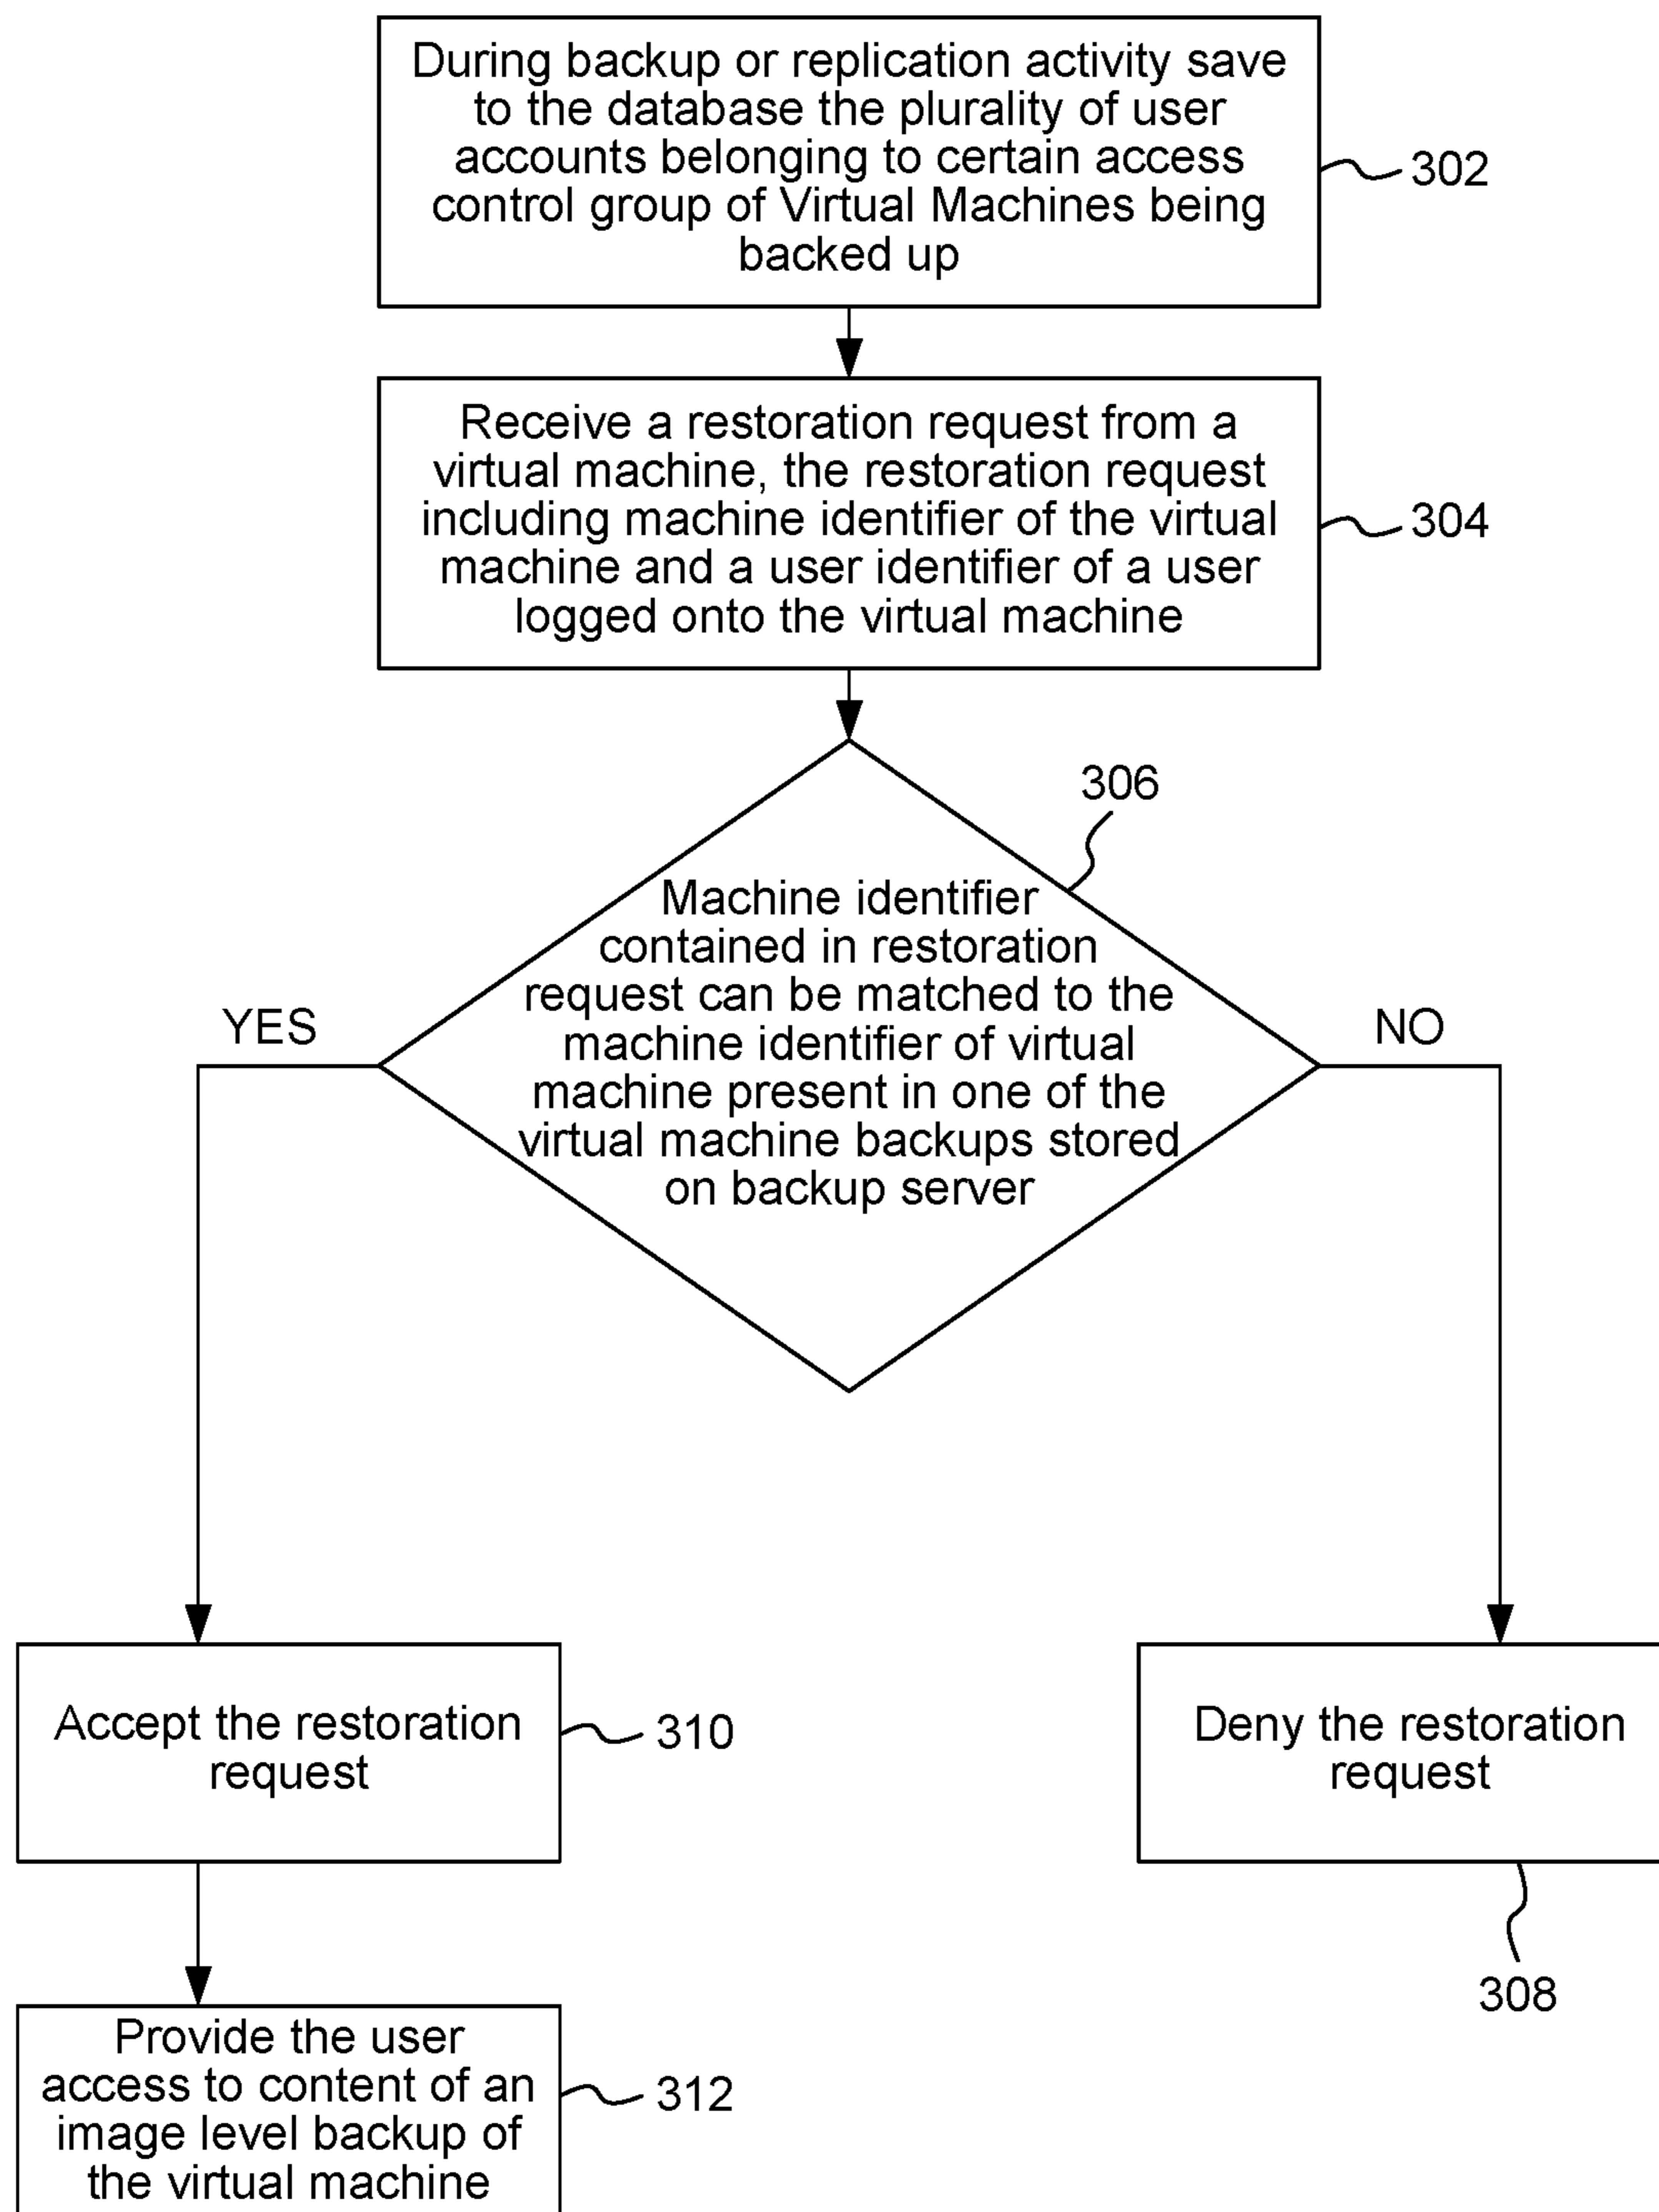 During backup or replication activity save
to the database the plurality of user
accounts belonging to certain access
control group of Virtual Machines being
backed up
302
Receive a restoration request from a
virtual machine, the restoration request
including machine identifier of the virtual
machine and a user identifier of a user
logged onto the virtual machine
304
306
Machine identifier
contained in restoration
request can be matched to the
machine identifier of virtual
machine present in one of the
virtual machine backups stored
on backup server
YES
NO
Accept the restoration
request
310
Deny the restoration
request
308
Provide the user
access to content of an
image level backup of
the virtual machine
312